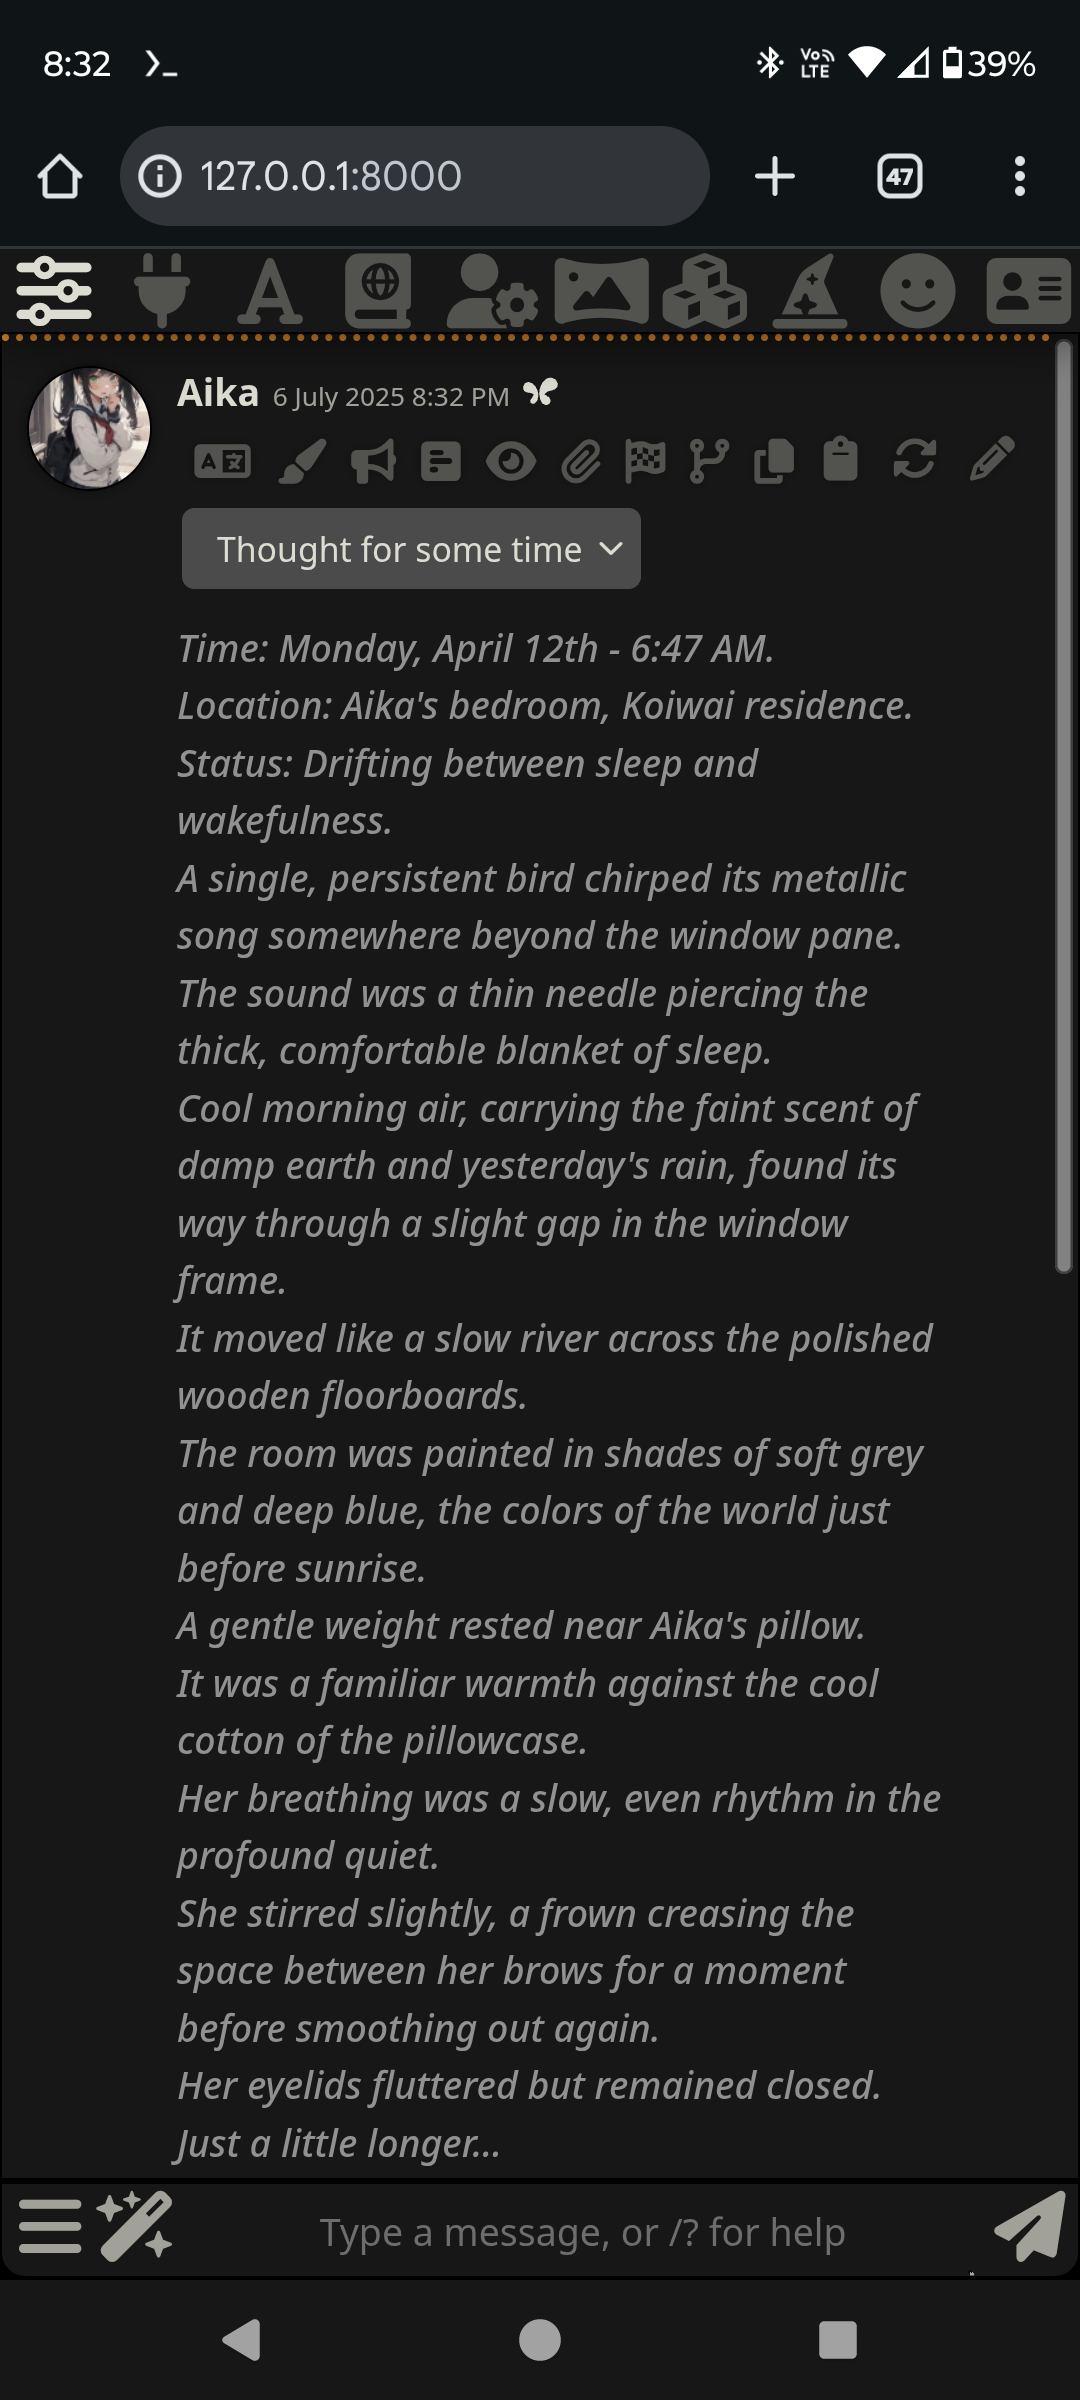 8:32
Vo LTE
39%
127.0.0.1:8000
47
Aika 6 July 2025 8:32 PM
Thought for some time
Time: Monday, April 12th - 6:47 AM.
Location: Aika's bedroom, Koiwai residence.
Status: Drifting between sleep and
wakefulness.
A single, persistent bird chirped its metallic
song somewhere beyond the window pane.
The sound was a thin needle piercing the
thick, comfortable blanket of sleep.
Cool morning air, carrying the faint scent of
damp earth and yesterday's rain, found its
way through a slight gap in the window
frame.
It moved like a slow river across the polished
wooden floorboards.
The room was painted in shades of soft grey
and deep blue, the colors of the world just
before sunrise.
A gentle weight rested near Aika's pillow.
It was a familiar warmth against the cool
cotton of the pillowcase.
Her breathing was a slow, even rhythm in the
profound quiet.
She stirred slightly, a frown creasing the
space between her brows for a moment
before smoothing out again.
Her eyelids fluttered but remained closed.
Just a little longer...
Type a message, or /? for help